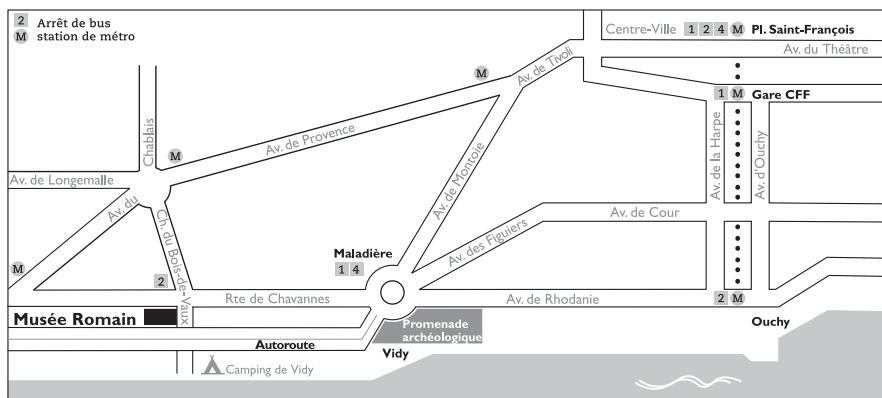 2 Arrêt de bus
M station de métro
Centre-Ville 1 2 4 M Pl. Saint-François
Av. du Théâtre
Av. de Tivoli
M
1 M Gare CFF
Av. de Provence
Chablais
M
Av. de Longemalle
Av. du
Av. de Montoie
Av. de la Harpe
Av. d'Ouchy
Av. de Cour
Ch. du Bois-de-Vaux
Av. des Figuiers
Maladière
1 4
M
2
Rte de Chavannes
Av. de Rhodanie
2 M
Musée Romain
Promenade
archéologique
Ouchy
Autoroute
Vidy
Camping de Vidy